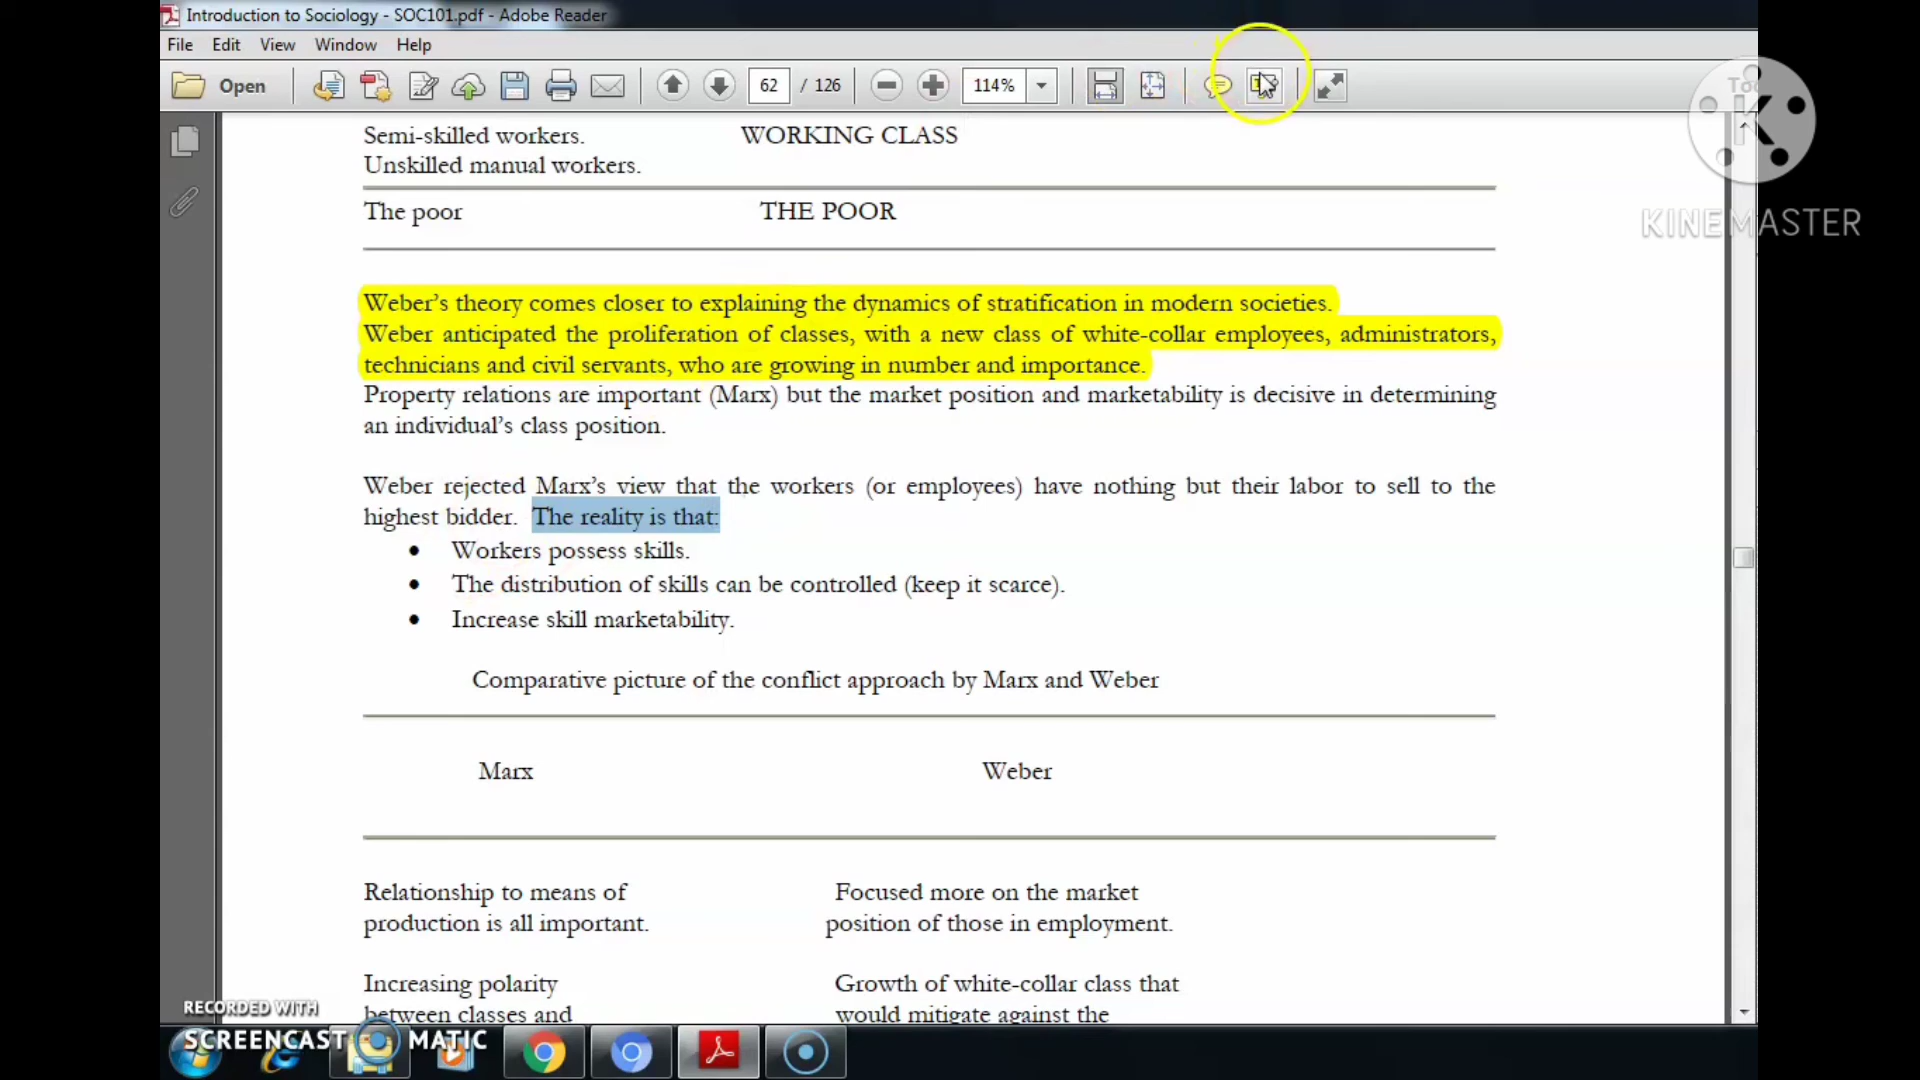 Introduction to Sociology - SOC101.pdf - Adobe Reader
File Edit View Window Help
Open 62 / 126 114%
KINEMASTER
Semi-skilled workers. WORKING CLASS
Unskilled manual workers.
The poor THE POOR
Weber's theory comes closer to explaining the dynamics of stratification in modern societies.
Weber anticipated the proliferation of classes, with a new class of white-collar employees, administrators,
technicians and civil servants, who are growing in number and importance.
Property relations are important (Marx) but the market position and marketability is decisive in determining
an individual's class position.
Weber rejected Marx's view that the workers (or employees) have nothing but their labor to sell to the
highest bidder. The reality is that:
• Workers possess skills.
• The distribution of skills can be controlled (keep it scarce).
• Increase skill marketability.
Comparative picture of the conflict approach by Marx and Weber
Marx Weber
Relationship to means of Focused more on the market
production is all important. position of those in employment.
Increasing polarity Growth of white-collar class that
between classes and would mitigate against the
RECORDED WITH
SCREENCAST MATIC